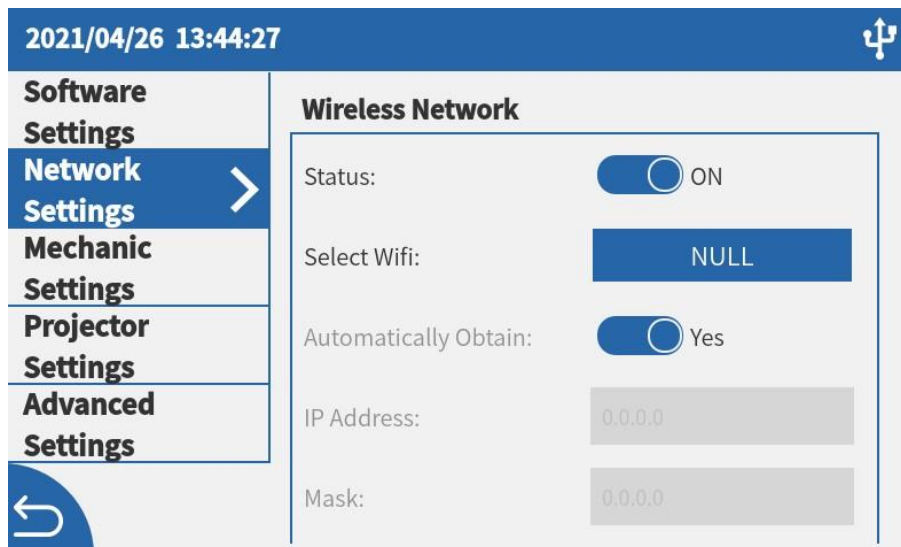 2021/04/26 13:44:27
Software
Settings
Network
Settings
Mechanic
Settings
Projector
Settings
Advanced
Settings
Wireless Network
Status: ON
Select Wifi: NULL
Automatically Obtain: Yes
IP Address: 0.0.0.0
Mask: 0.0.0.0